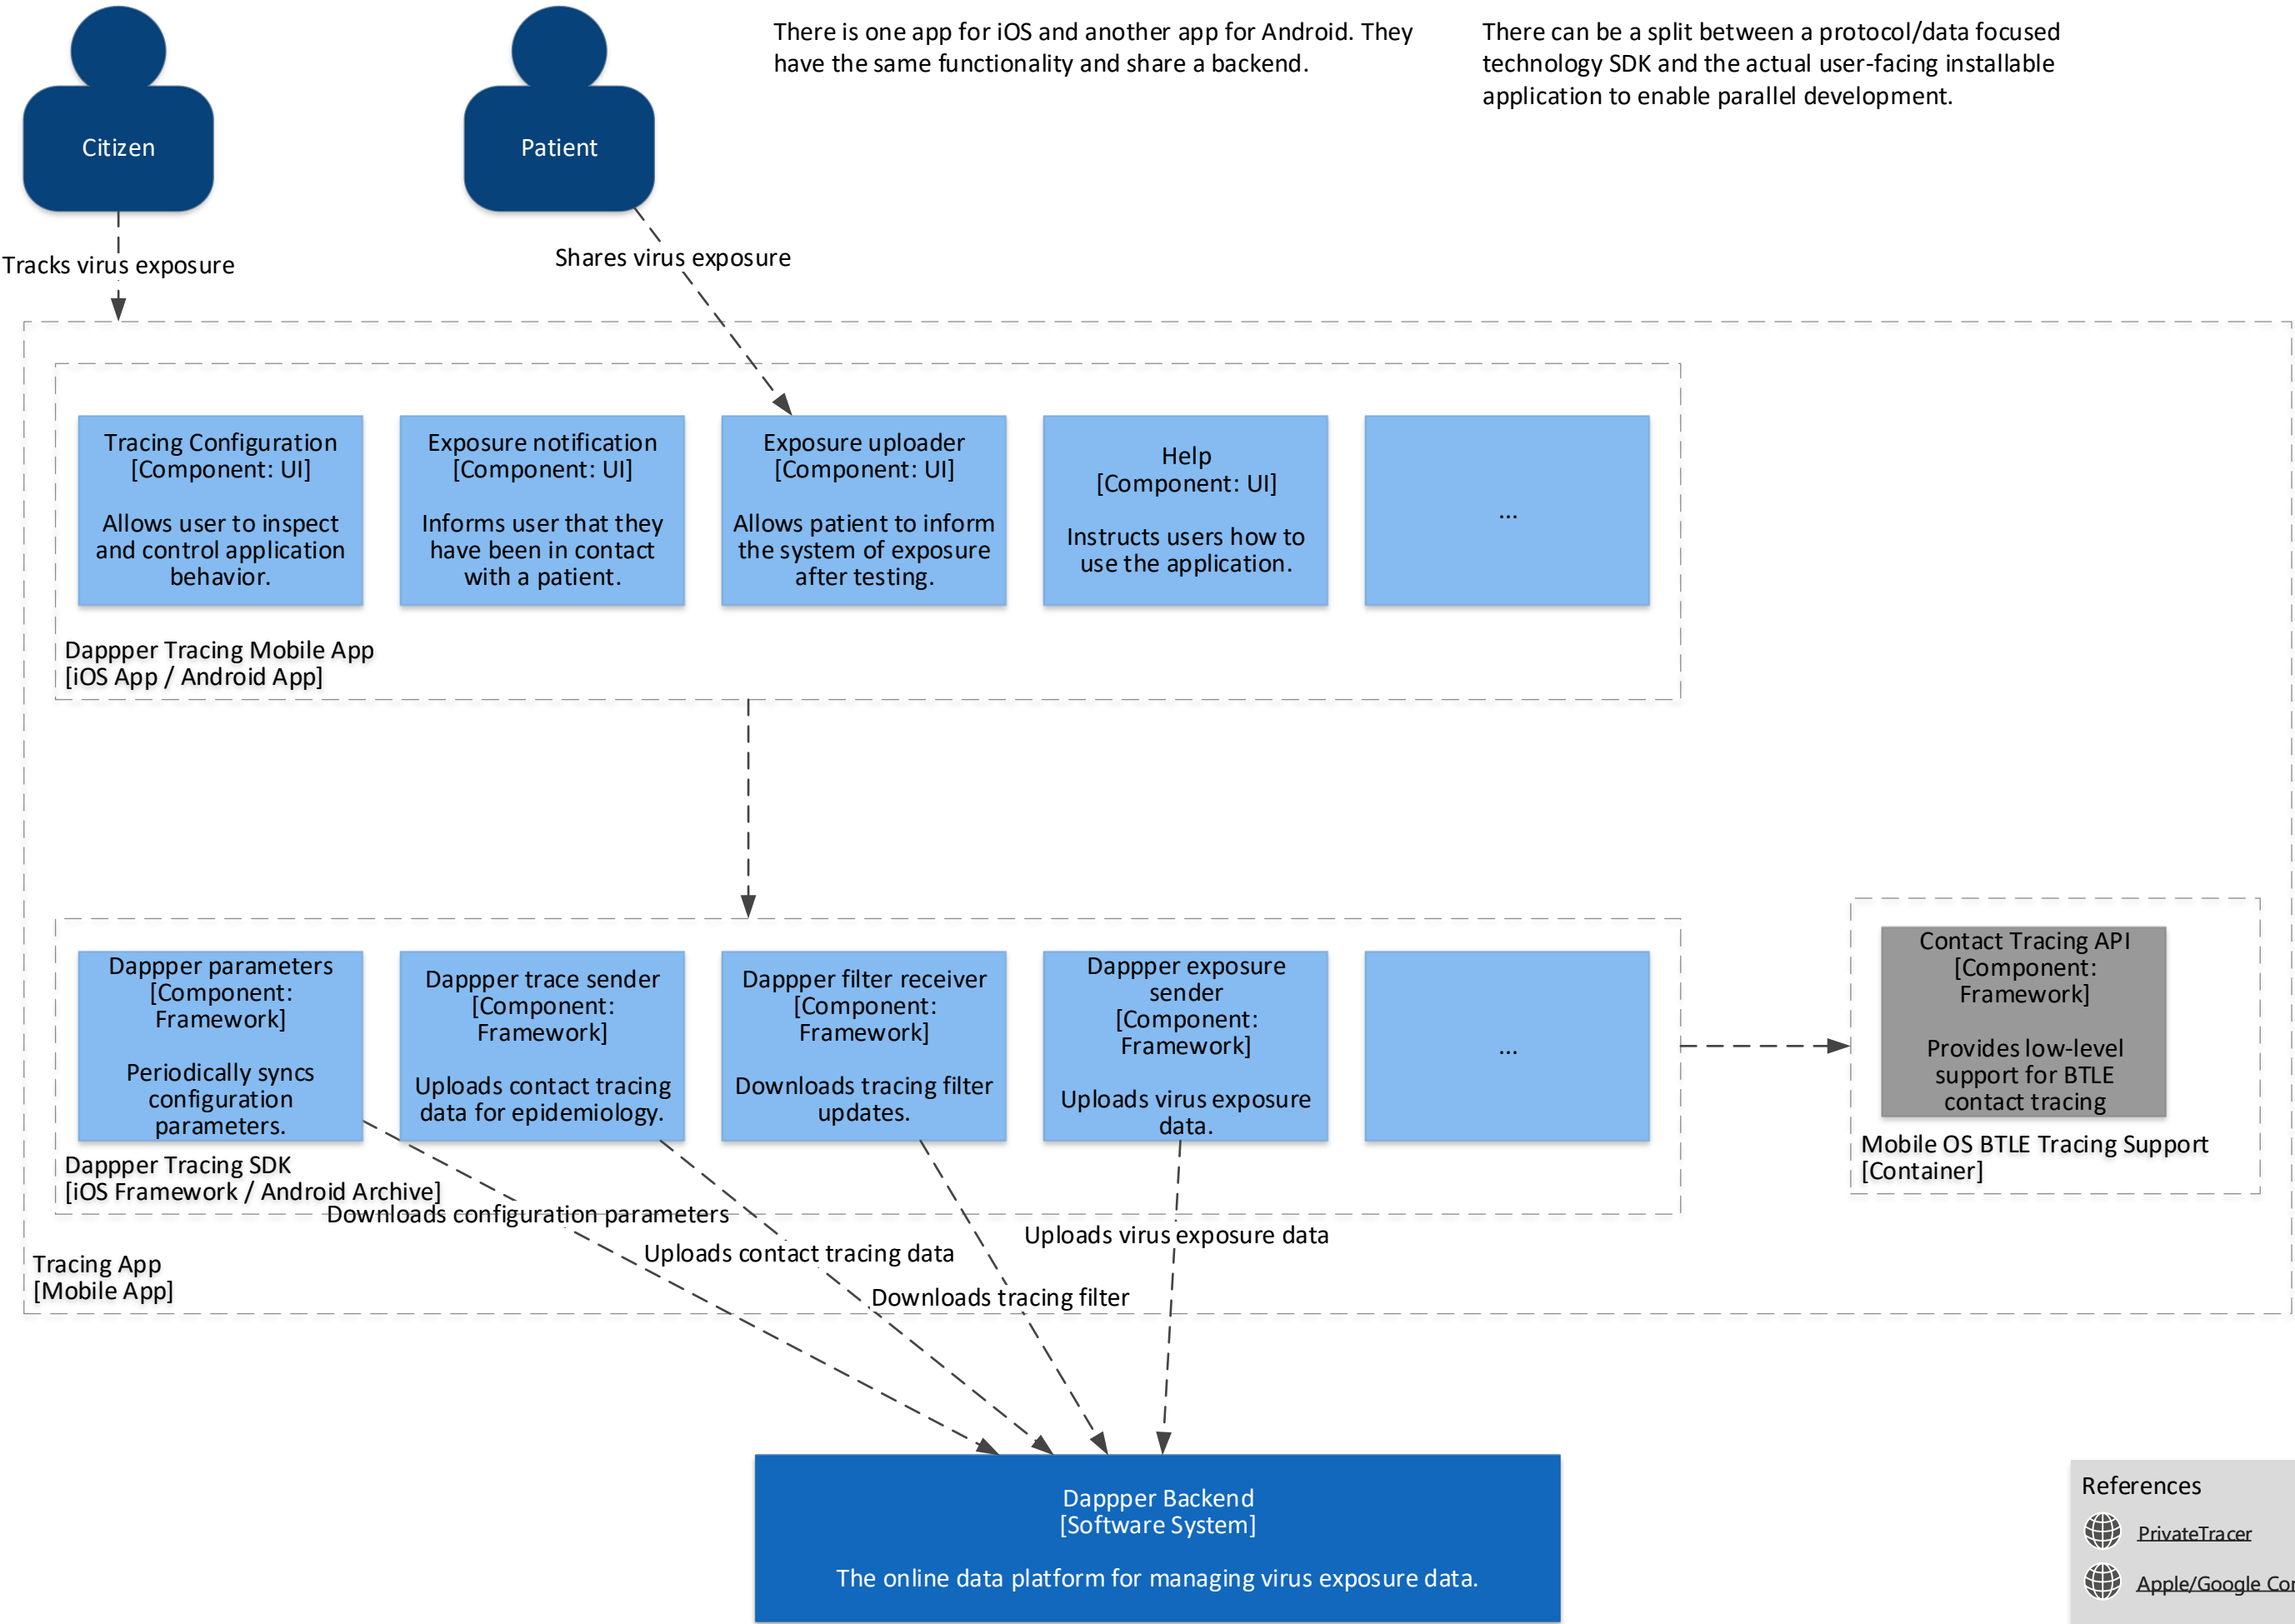 Citizen
Patient
There is one app for iOS and another app for Android. They
have the same functionality and share a backend.
There can be a split between a protocol/data focused
technology SDK and the actual user-facing installable
application to enable parallel development.
Tracks virus exposure
Shares virus exposure
Tracing Configuration
[Component: UI]
Allows user to inspect
and control application
behavior.
Exposure notification
[Component: UI]
Informs user that they
have been in contact
with a patient.
Exposure uploader
[Component: UI]
Allows patient to inform
the system of exposure
after testing.
Help
[Component: UI]
Instructs users how to
use the application.
...
Dappper Tracing Mobile App
[iOS App / Android App]
Dappper parameters
[Component:
Framework]
Periodically syncs
configuration
parameters.
Dappper trace sender
[Component:
Framework]
Uploads contact tracing
data for epidemiology.
Dappper filter receiver
[Component:
Framework]
Downloads tracing filter
updates.
Dappper exposure
sender
[Component:
Framework]
Uploads virus exposure
data.
...
Contact Tracing API
[Component:
Framework]
Provides low-level
support for BTLE
contact tracing
Mobile OS BTLE Tracing Support
[Container]
Dappper Tracing SDK
[iOS Framework / Android Archive]
Downloads configuration parameters
Uploads contact tracing data
Downloads tracing filter
Uploads virus exposure data
Tracing App
[Mobile App]
Dappper Backend
[Software System]
The online data platform for managing virus exposure data.
References
PrivateTracer
Apple/Google